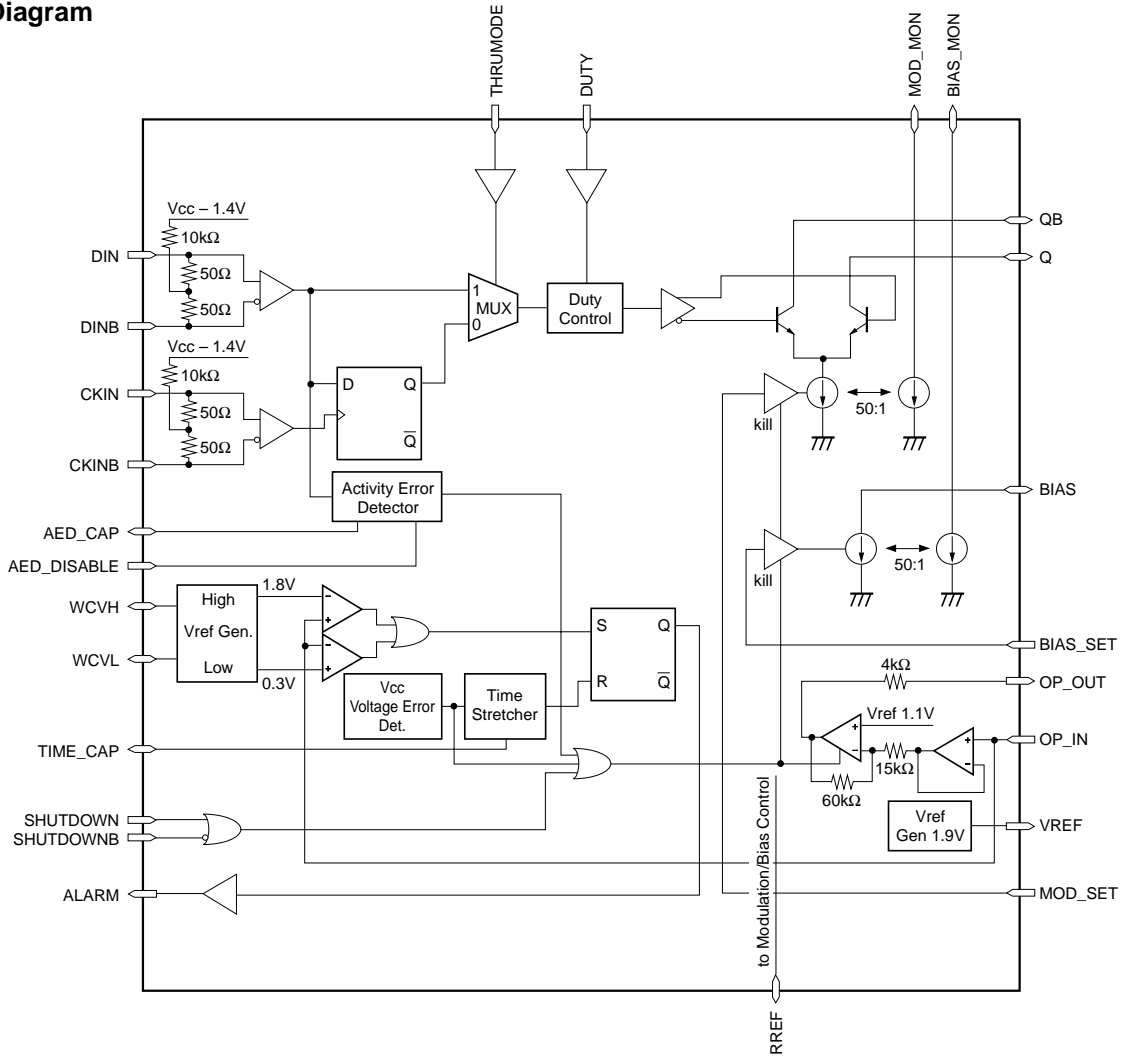 Diagram
THRUMODE
DUTY
MOD_MON
BIAS_MON
Vcc – 1.4V
10kΩ
DIN
50Ω
50Ω
DINB
Vcc – 1.4V
10kΩ
CKIN
50Ω
50Ω
CKINB
1
MUX
0
Duty
Control
QB
Q
D
Q
Q̅
kill
50:1
Activity Error
Detector
AED_CAP
AED_DISABLE
BIAS
kill
50:1
WCVH
High
Vref Gen.
Low
WCVL
1.8V
0.3V
–
+
–
+
S
Q
R
Q̅
BIAS_SET
4kΩ
OP_OUT
Vcc
Voltage Error
Det.
Time
Stretcher
TIME_CAP
Vref 1.1V
+
–
15kΩ
60kΩ
+
–
OP_IN
SHUTDOWN
SHUTDOWNB
Vref
Gen 1.9V
VREF
ALARM
MOD_SET
to Modulation/Bias Control
RREF